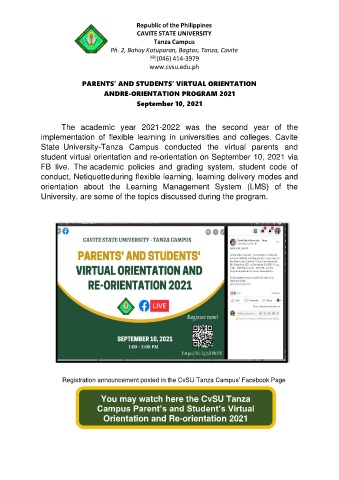 Republic of the Philippines
CAVITE STATE UNIVERSITY
Tanza Campus
Ph. 2, Bahay Katuparan, Bagtas, Tanza, Cavite
(046) 414-3979
www.cvsu.edu.ph
PARENTS' AND STUDENTS' VIRTUAL ORIENTATION
ANDRE-ORIENTATION PROGRAM 2021
September 10, 2021
The academic year 2021-2022 was the second year of the
implementation of flexible learning in universities and colleges. Cavite
State University-Tanza Campus conducted the virtual parents and
student virtual orientation and re-orientation on September 10, 2021 via
FB live. The academic policies and grading system, student code of
conduct, Netiquetteduring flexible learning, learning delivery modes and
orientation about the Learning Management System (LMS) of the
University, are some of the topics discussed during the program.
CAVITE STATE UNIVERSITY - TANZA CAMPUS
PARENTS' AND STUDENTS'
VIRTUAL ORIENTATION AND
RE-ORIENTATION 2021
LIVE
Register now!
SEPTEMBER 10, 2021
1:00 - 5:00 PM
Registration announcement posted in the CvSU-Tanza Campus' Facebook Page
You may watch here the CvSU Tanza
Campus Parent's and Student's Virtual
Orientation and Re-orientation 2021